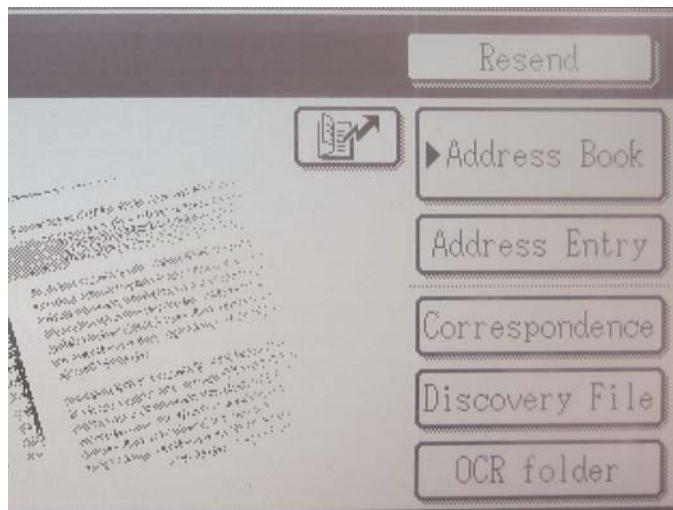 Resend
Address Book
Address Entry
Correspondence
Discovery File
OCR folder